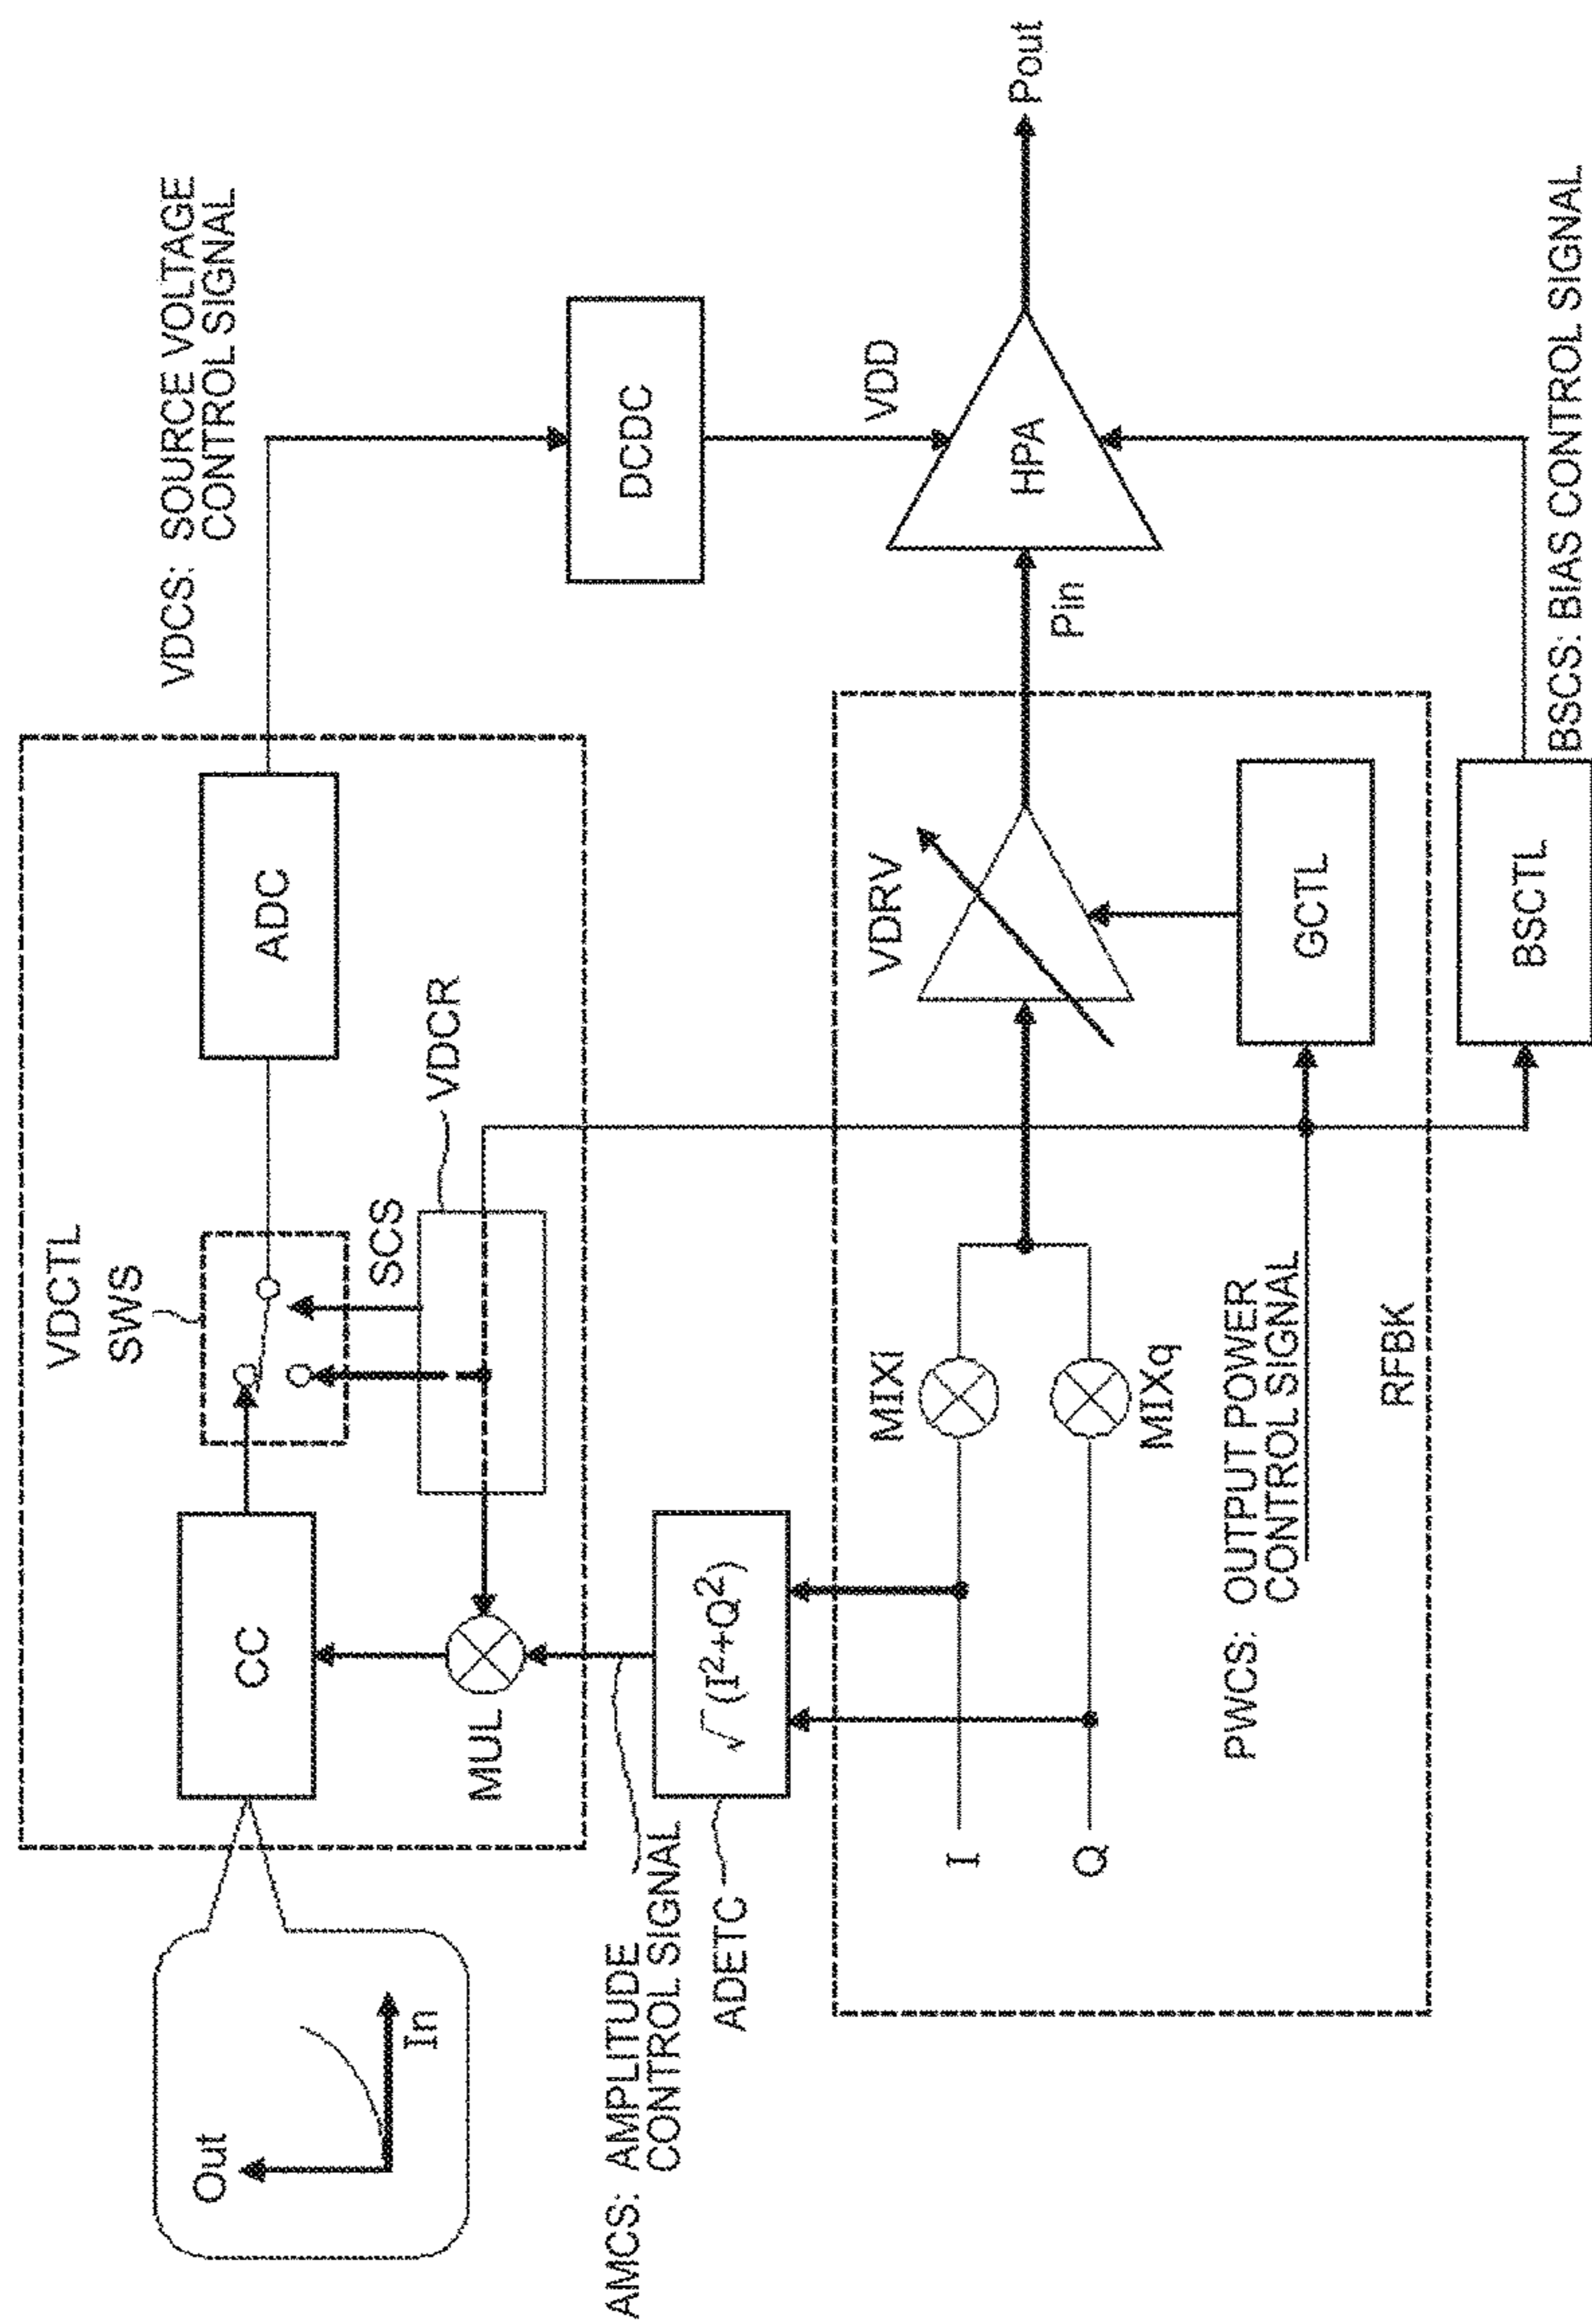 VDCTL
SWS
CC
ADC
VDCS: SOURCE VOLTAGE
CONTROL SIGNAL
Out
In
SCS
VDCR
MUL
DCDC
AMCS: AMPLITUDE
CONTROL SIGNAL
√(I²+Q²)
ADETC
VDD
MIXi
VDRV
I
HPA
Pout
Pin
Q
MIXq
PWCS: OUTPUT POWER
CONTROL SIGNAL
GCTL
RFBK
BSCTL
BSCS: BIAS CONTROL SIGNAL